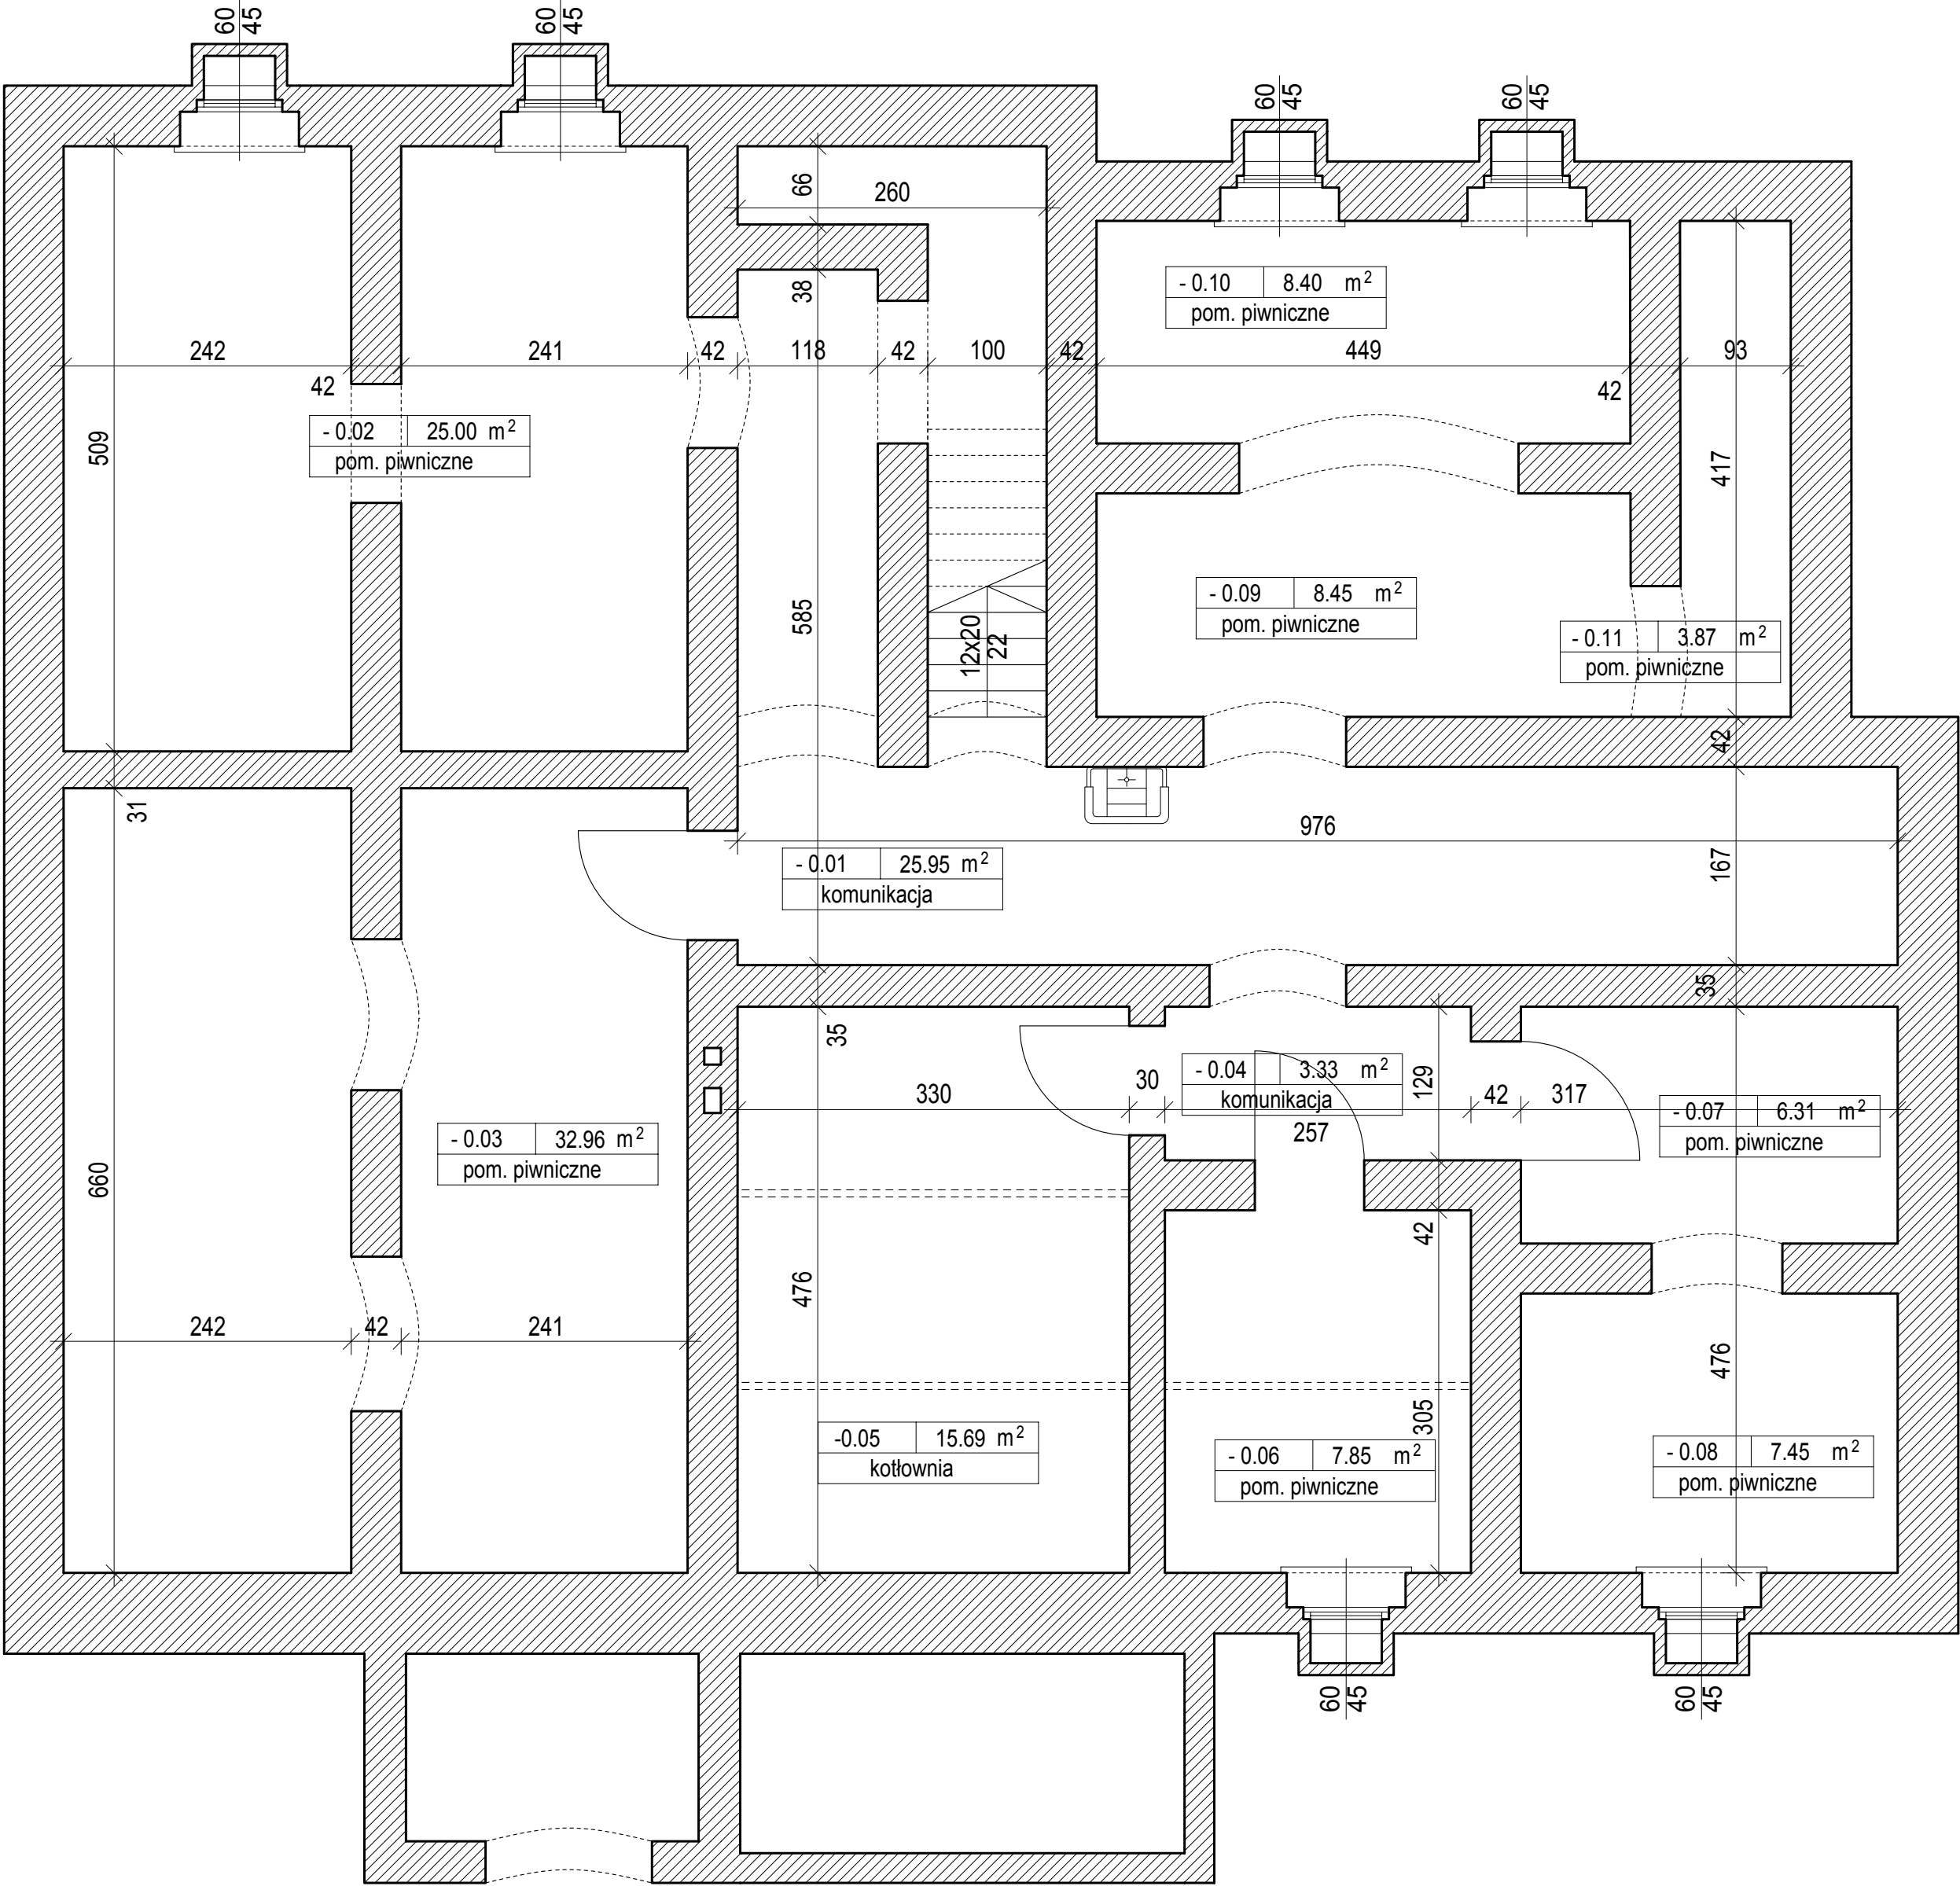 60
45
60
45
60
45
60
45
66
260
38
- 0.10 8.40 m²
pom. piwniczne
242
42
241
42
118
42
100
42
449
42
93
- 0.02 25.00 m²
pom. piwniczne
509
417
585
12x20
22
- 0.09 8.45 m²
pom. piwniczne
- 0.11 3.87 m²
pom. piwniczne
42
31
976
- 0.01 25.95 m²
komunikacja
167
35
35
330
30
- 0.04 3.33 m²
komunikacja
257
129
42
317
- 0.07 6.31 m²
pom. piwniczne
- 0.03 32.96 m²
pom. piwniczne
660
42
476
242
42
241
476
305
-0.05 15.69 m²
kotłownia
- 0.06 7.85 m²
pom. piwniczne
- 0.08 7.45 m²
pom. piwniczne
60
45
60
45